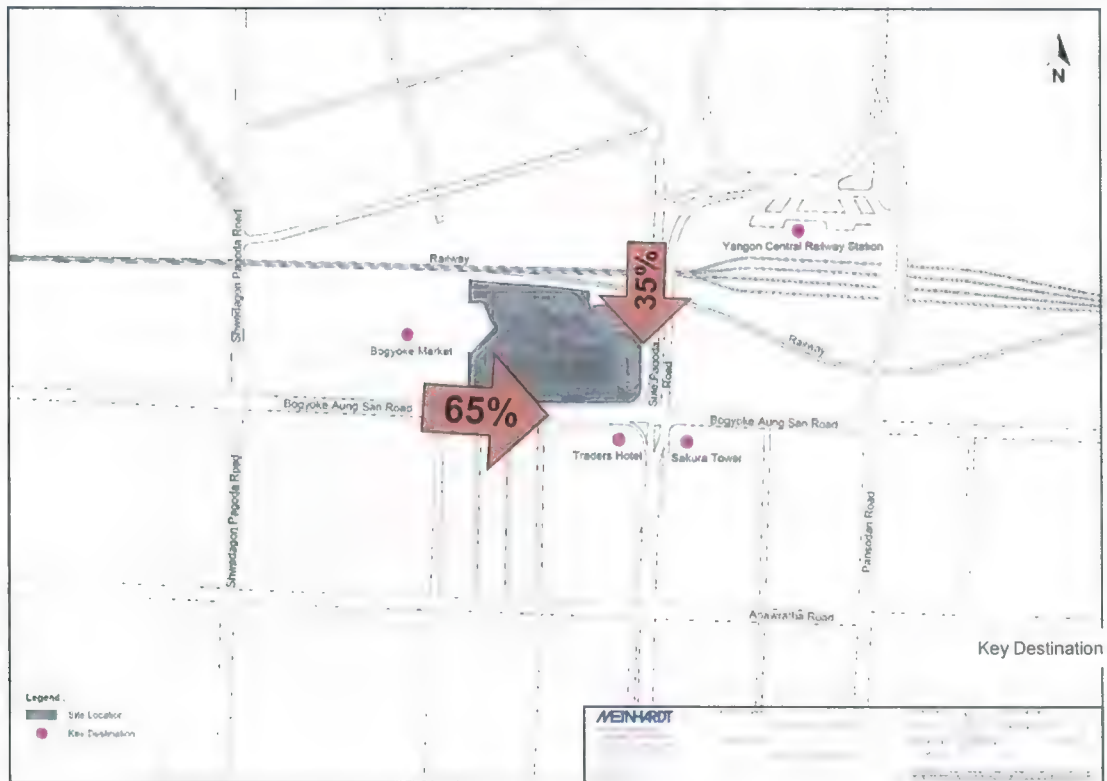 N
Shwedagon Pagoda Road
Railway
Yangon Central Railway Station
35%
Bogyoke Market
Sule Pagoda
Road
Railway
65%
Bogyoke Aung San Road
Bogyoke Aung San Road
Traders Hotel
Sakura Tower
Shwedagon Pagoda Road
Pansodan Road
Anawratha Road
Key Destination
Legend :
Site Location
Key Destination
MEINHARDT